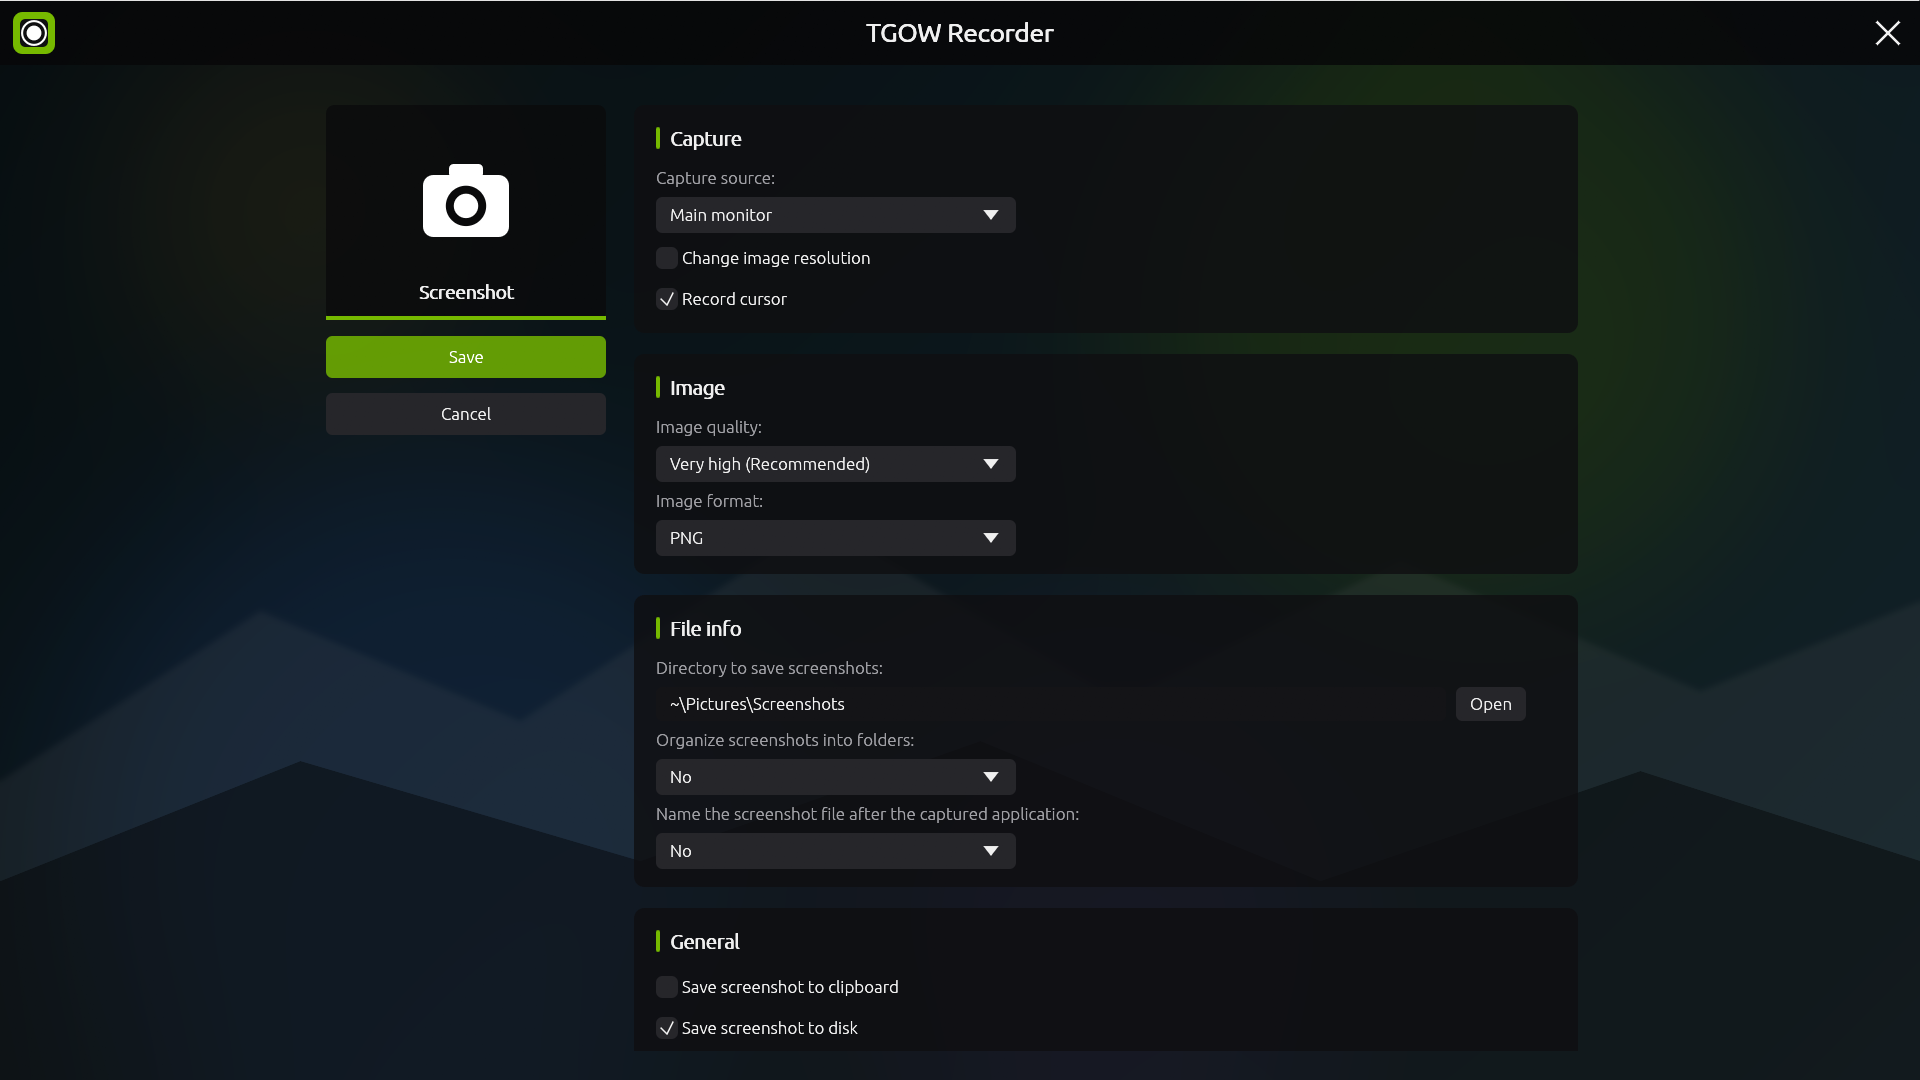 TGOW Recorder
Screenshot
Save
Cancel
Capture
Capture source:
Main monitor
Change image resolution
Record cursor
Image
Image quality:
Very high (Recommended)
Image format:
PNG
File info
Directory to save screenshots:
~\Pictures\Screenshots
Open
Organize screenshots into folders:
No
Name the screenshot file after the captured application:
No
General
Save screenshot to clipboard
Save screenshot to disk